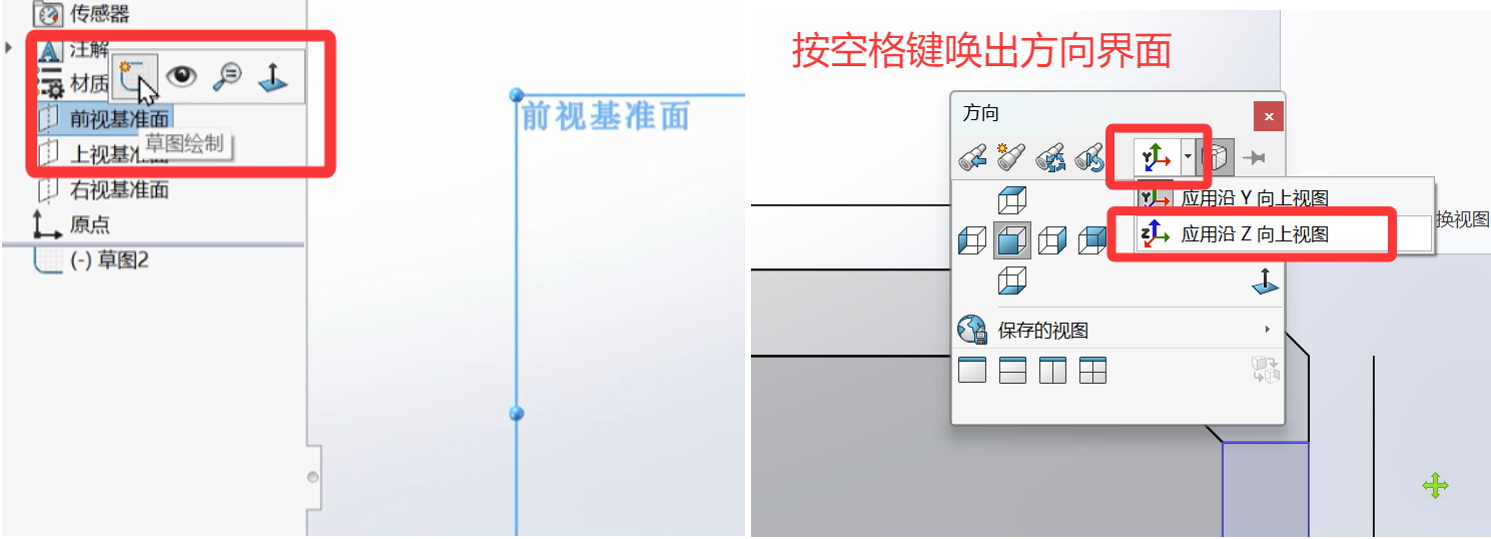 传感器
注解
材质
前视基准面
草图绘制
上视基准
右视基准面
原点
(-) 草图2
前视基准面
按空格键唤出方向界面
方向
应用沿 Y 向上视图
应用沿 Z 向上视图
换视图
保存的视图